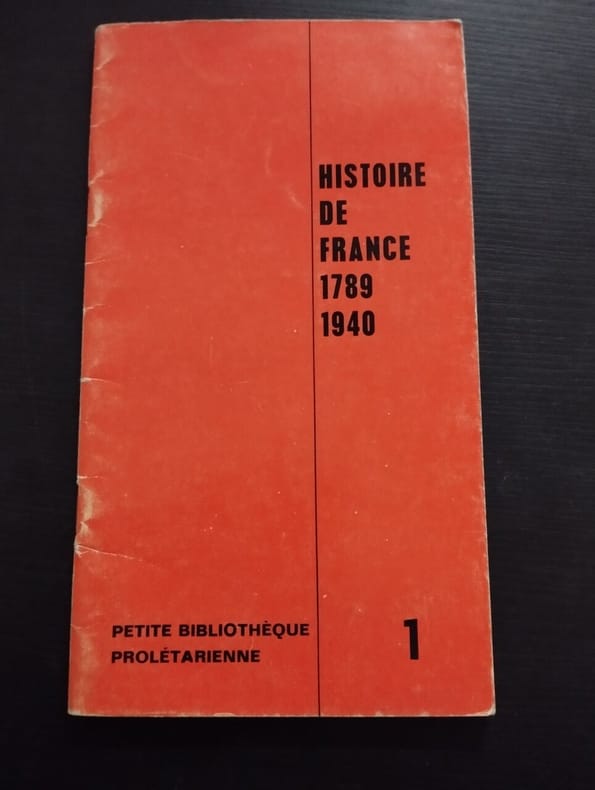 HISTOIRE
DE
FRANCE
1789
1940
PETITE BIBLIOTHÈQUE
PROLÉTARIENNE
1